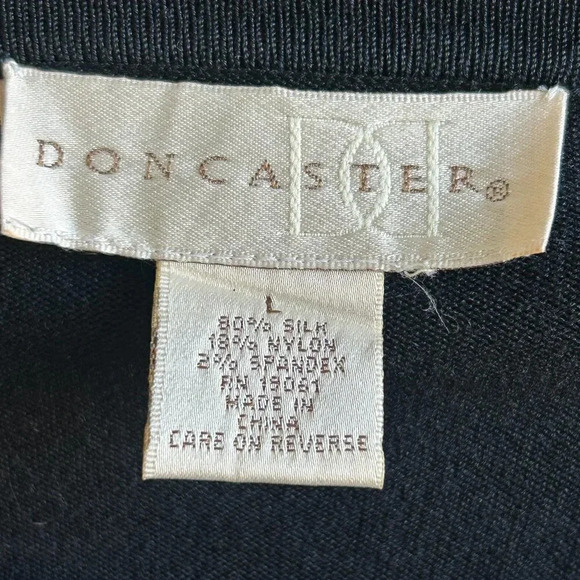 DONCASTER®
L
80% SILK
18% NYLON
2% SPANDEX
RN 19061
MADE IN
CHINA
CARE ON REVERSE